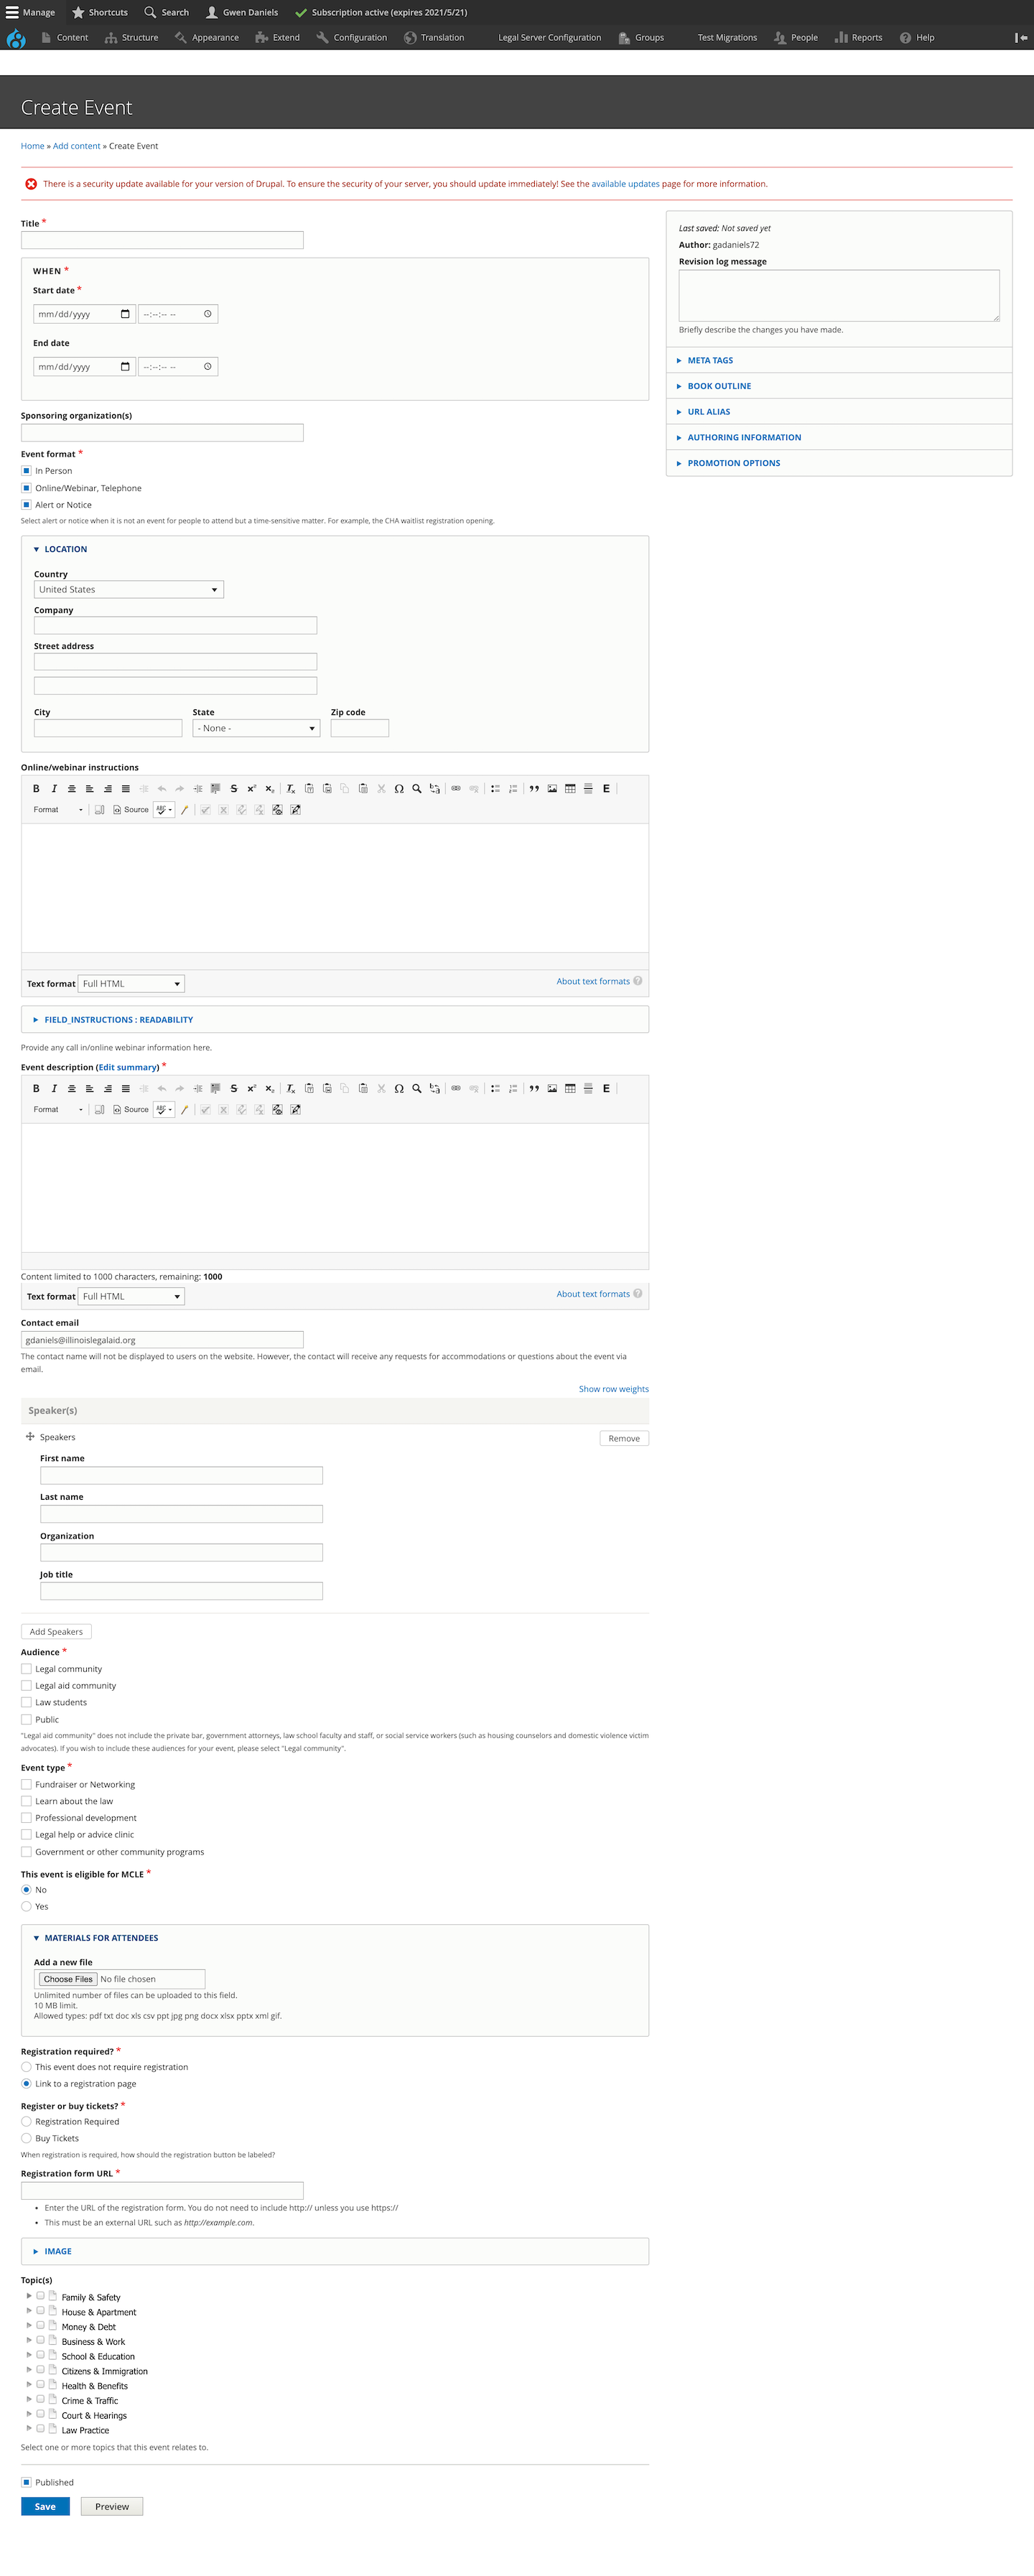 Manage Shortcuts Search Gwen Daniels Subscription active (expires 2021/5/21)
Content Structure Appearance Extend Configuration Translation Legal Server Configuration Groups Test Migrations People Reports Help
Create Event
Home » Add content » Create Event
There is a security update available for your version of Drupal. To ensure the security of your server, you should update immediately! See the available updates page for more information.
Title *
WHEN *
Start date *
mm/dd/yyyy --:--:-- --
End date
mm/dd/yyyy --:--:-- --
Sponsoring organization(s)
Event format *
In Person
Online/Webinar, Telephone
Alert or Notice
Select alert or notice when it is not an event for people to attend but a time-sensitive matter. For example, the CHA waitlist registration opening.
LOCATION
Country
United States
Company
Street address
City State Zip code
- None -
Online/webinar instructions
Format Source
Text format Full HTML About text formats
FIELD_INSTRUCTIONS : READABILITY
Provide any call in/online webinar information here.
Event description (Edit summary) *
Format Source
Content limited to 1000 characters, remaining: 1000
Text format Full HTML About text formats
Contact email
gdaniels@illinoislegalaid.org
The contact name will not be displayed to users on the website. However, the contact will receive any requests for accommodations or questions about the event via
email.
Show row weights
Speaker(s)
Speakers Remove
First name
Last name
Organization
Job title
Add Speakers
Audience *
Legal community
Legal aid community
Law students
Public
"Legal aid community" does not include the private bar, government attorneys, law school faculty and staff, or social service workers (such as housing counselors and domestic violence victim
advocates). If you wish to include these audiences for your event, please select "Legal community".
Event type *
Fundraiser or Networking
Learn about the law
Professional development
Legal help or advice clinic
Government or other community programs
This event is eligible for MCLE *
No
Yes
MATERIALS FOR ATTENDEES
Add a new file
Choose Files No file chosen
Unlimited number of files can be uploaded to this field.
10 MB limit.
Allowed types: pdf txt doc xls csv ppt jpg png docx xlsx pptx xml gif.
Registration required? *
This event does not require registration
Link to a registration page
Register or buy tickets? *
Registration Required
Buy Tickets
When registration is required, how should the registration button be labeled?
Registration form URL *
• Enter the URL of the registration form. You do not need to include http:// unless you use https://
• This must be an external URL such as http://example.com.
IMAGE
Topic(s)
Family & Safety
House & Apartment
Money & Debt
Business & Work
School & Education
Citizens & Immigration
Health & Benefits
Crime & Traffic
Court & Hearings
Law Practice
Select one or more topics that this event relates to.
Published
Save Preview
Last saved: Not saved yet
Author: gadaniels72
Revision log message
Briefly describe the changes you have made.
META TAGS
BOOK OUTLINE
URL ALIAS
AUTHORING INFORMATION
PROMOTION OPTIONS